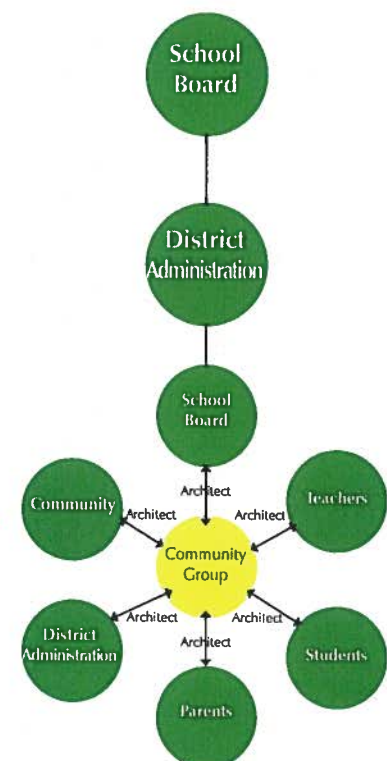 School
Board
District
Administration
School
Board
Architect
Community
Architect
Architect
Teachers
Community
Group
District
Administration
Architect
Architect
Architect
Students
Parents